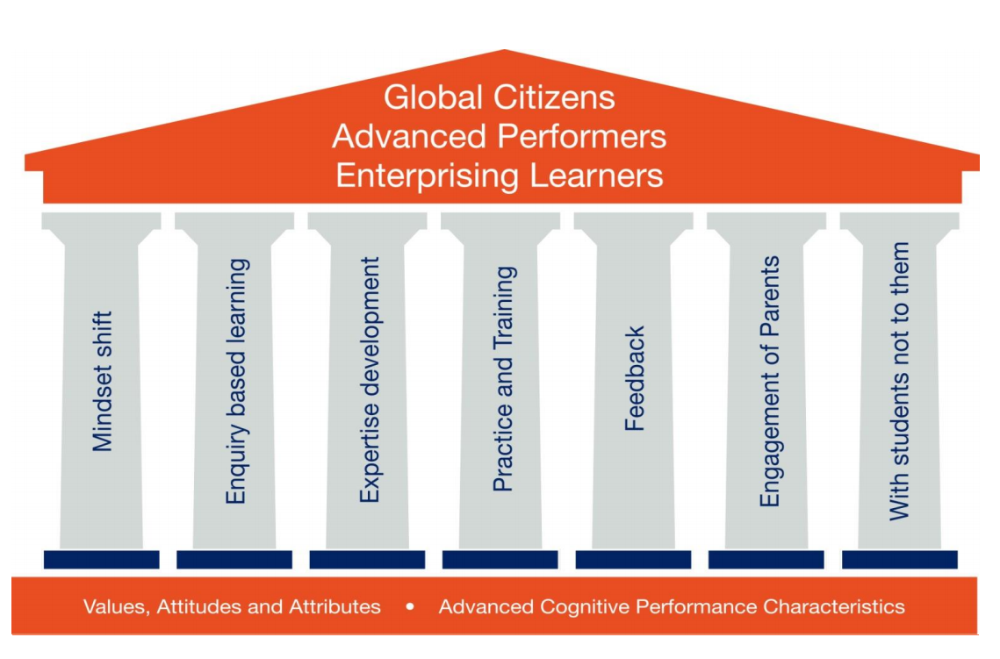 Global Citizens
Advanced Performers
Enterprising Learners
Mindset shift
Enquiry based learning
Expertise development
Practice and Training
Feedback
Engagement of Parents
With students not to them
Values, Attitudes and Attributes • Advanced Cognitive Performance Characteristics